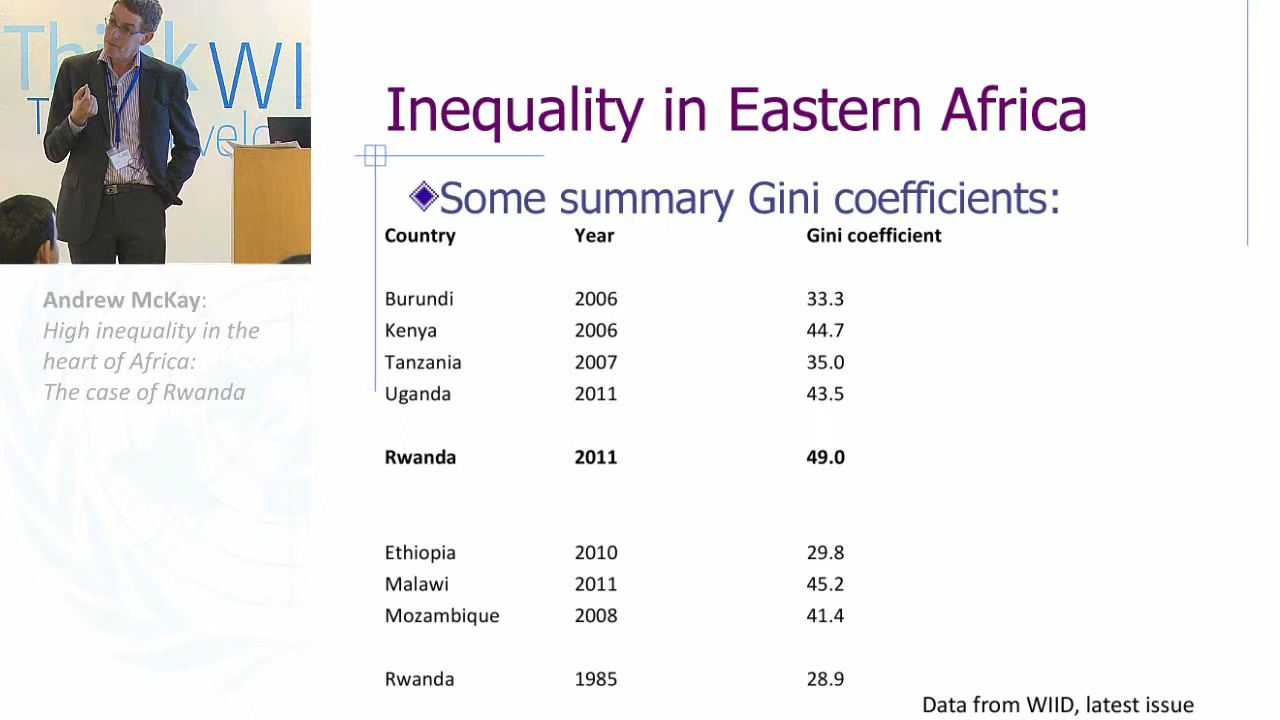 Think WI
T
velo
Inequality in Eastern Africa
Some summary Gini coefficients:
Country Year Gini coefficient
Burundi 2006 33.3
Kenya 2006 44.7
Tanzania 2007 35.0
Uganda 2011 43.5
Rwanda 2011 49.0
Ethiopia 2010 29.8
Malawi 2011 45.2
Mozambique 2008 41.4
Rwanda 1985 28.9
Data from WIID, latest issue
Andrew McKay:
High inequality in the
heart of Africa:
The case of Rwanda